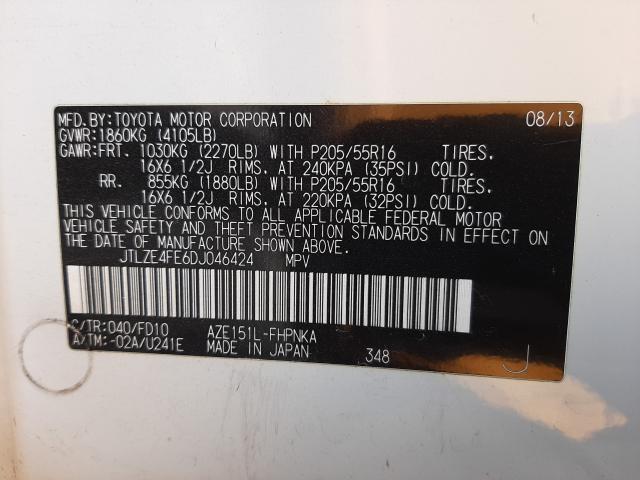 MFD.BY:TOYOTA MOTOR CORPORATION 08/13
GVWR:1860KG (4105LB)
GAWR:FRT. 1030KG (2270LB) WITH P205/55R16 TIRES.
16X6 1/2J RIMS. AT 240KPA (35PSI) COLD.
RR. 855KG (1880LB) WITH P205/55R16 TIRES.
16X6 1/2J RIMS. AT 220KPA (32PSI) COLD.
THIS VEHICLE CONFORMS TO ALL APPLICABLE FEDERAL MOTOR
VEHICLE SAFETY AND THEFT PREVENTION STANDARDS IN EFFECT ON
THE DATE OF MANUFACTURE SHOWN ABOVE.
JTLZE4FE6DJ046424 MPV
C/TR:040/FD10 AZE151L-FHPNKA
A/TM:-02A/U241E MADE IN JAPAN 348 J